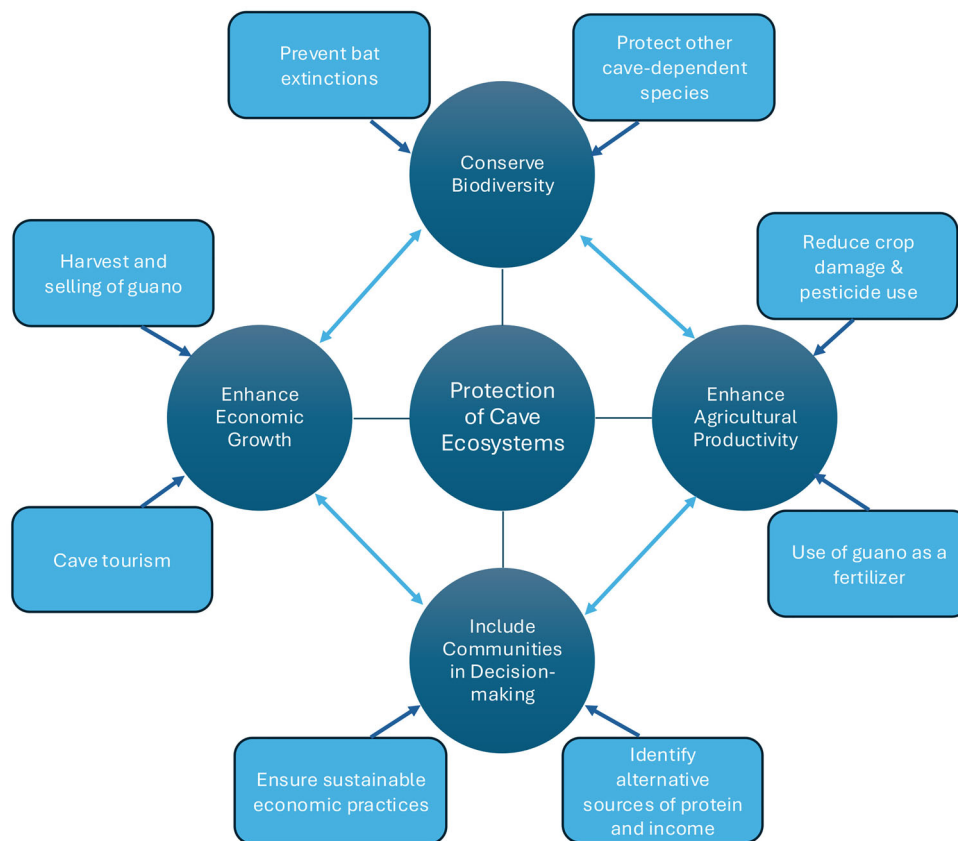 Prevent bat
extinctions
Protect other
cave-dependent
species
Conserve
Biodiversity
Harvest and
selling of guano
Reduce crop
damage &
pesticide use
Enhance
Economic
Growth
Protection
of Cave
Ecosystems
Enhance
Agricultural
Productivity
Cave tourism
Use of guano as a
fertilizer
Include
Communities
in Decision-
making
Ensure sustainable
economic practices
Identify
alternative
sources of protein
and income